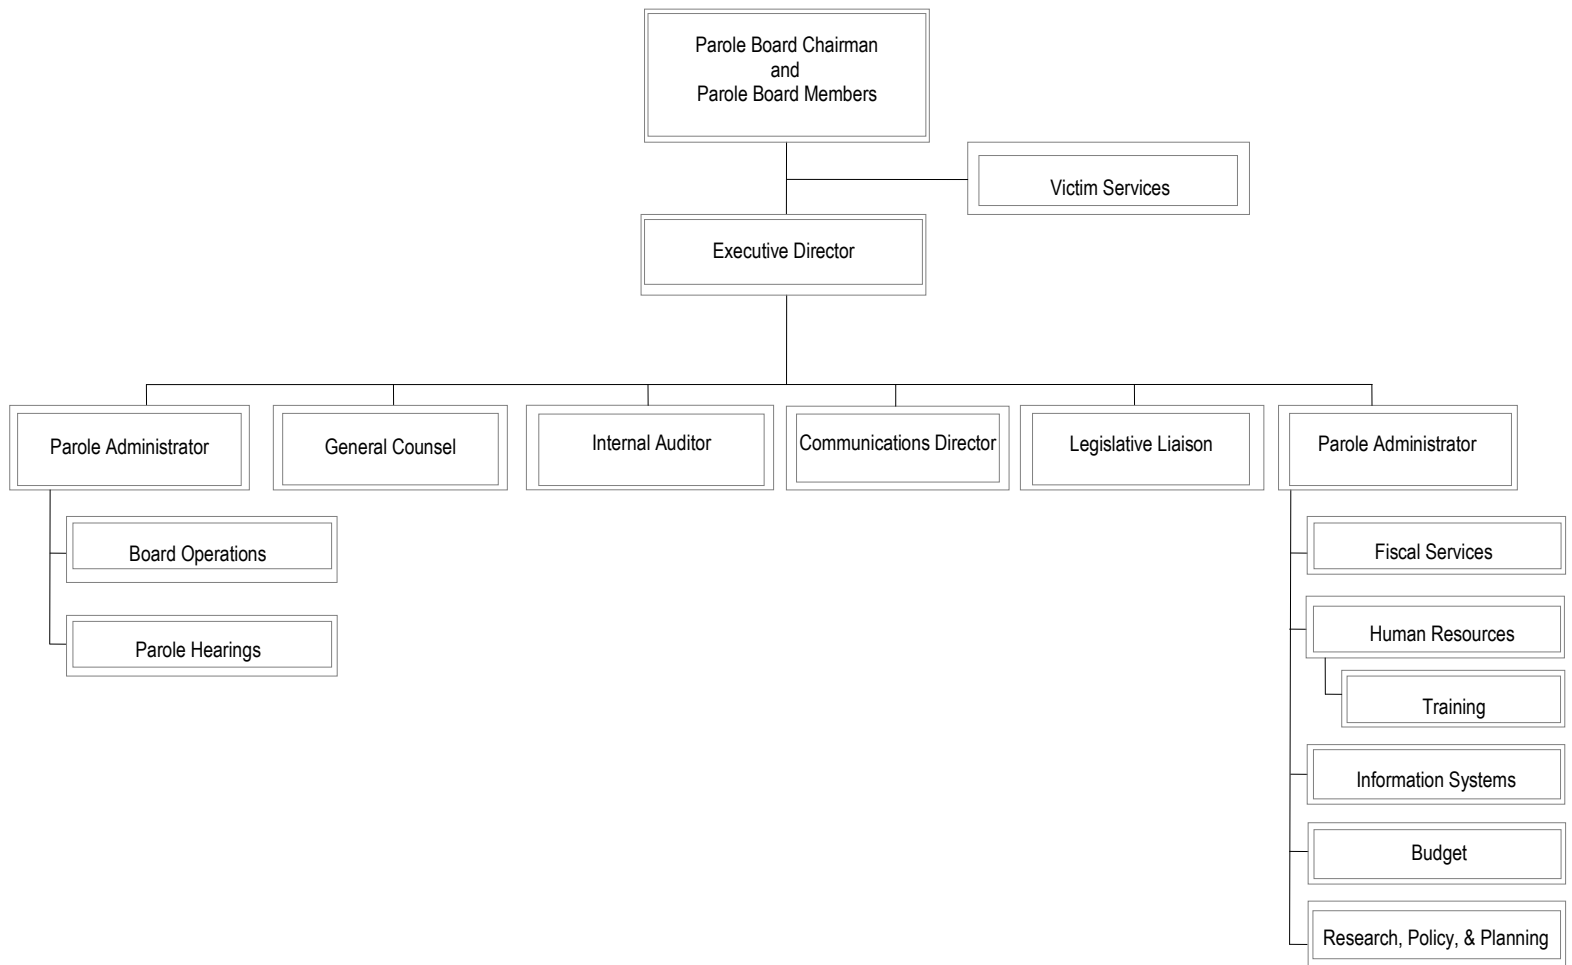 Parole Board Chairman
and
Parole Board Members
Victim Services
Executive Director
Parole Administrator
General Counsel
Internal Auditor
Communications Director
Legislative Liaison
Parole Administrator
Board Operations
Parole Hearings
Fiscal Services
Human Resources
Training
Information Systems
Budget
Research, Policy, & Planning